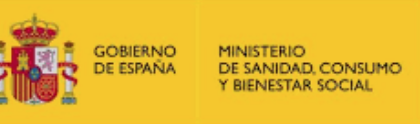 GOBIERNO
DE ESPAÑA
MINISTERIO
DE SANIDAD, CONSUMO
Y BIENESTAR SOCIAL